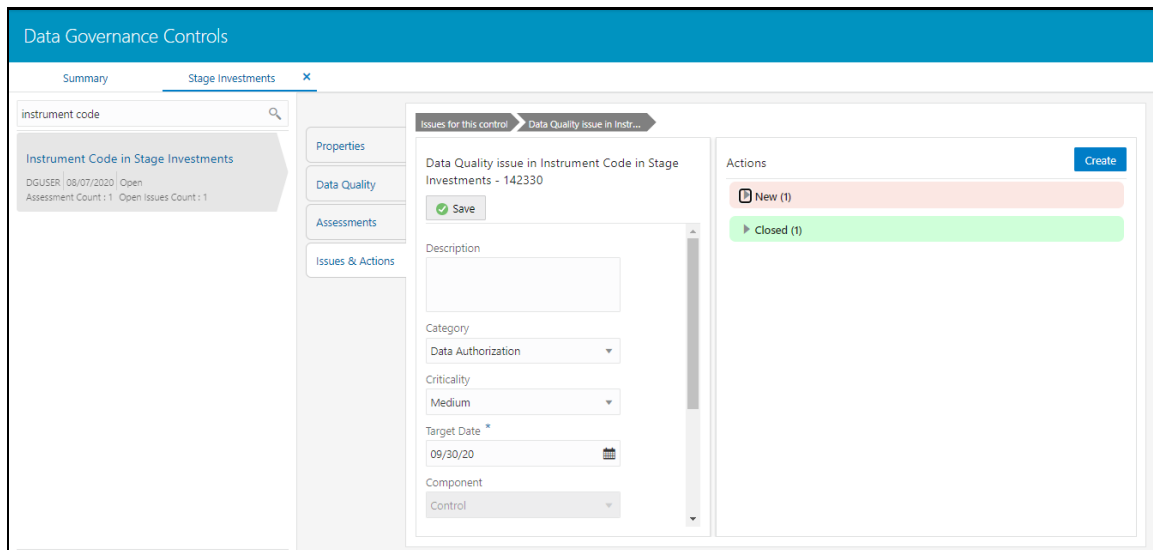 Data Governance Controls
Summary
Stage Investments
instrument code
Instrument Code in Stage Investments
DGUSER 08/07/2020 Open
Assessment Count : 1 Open Issues Count : 1
Properties
Data Quality
Assessments
Issues & Actions
Issues for this control
Data Quality issue in Instr...
Data Quality issue in Instrument Code in Stage
Investments - 142330
Save
Description
Category
Data Authorization
Criticality
Medium
Target Date *
09/30/20
Component
Control
Actions
Create
New (1)
Closed (1)